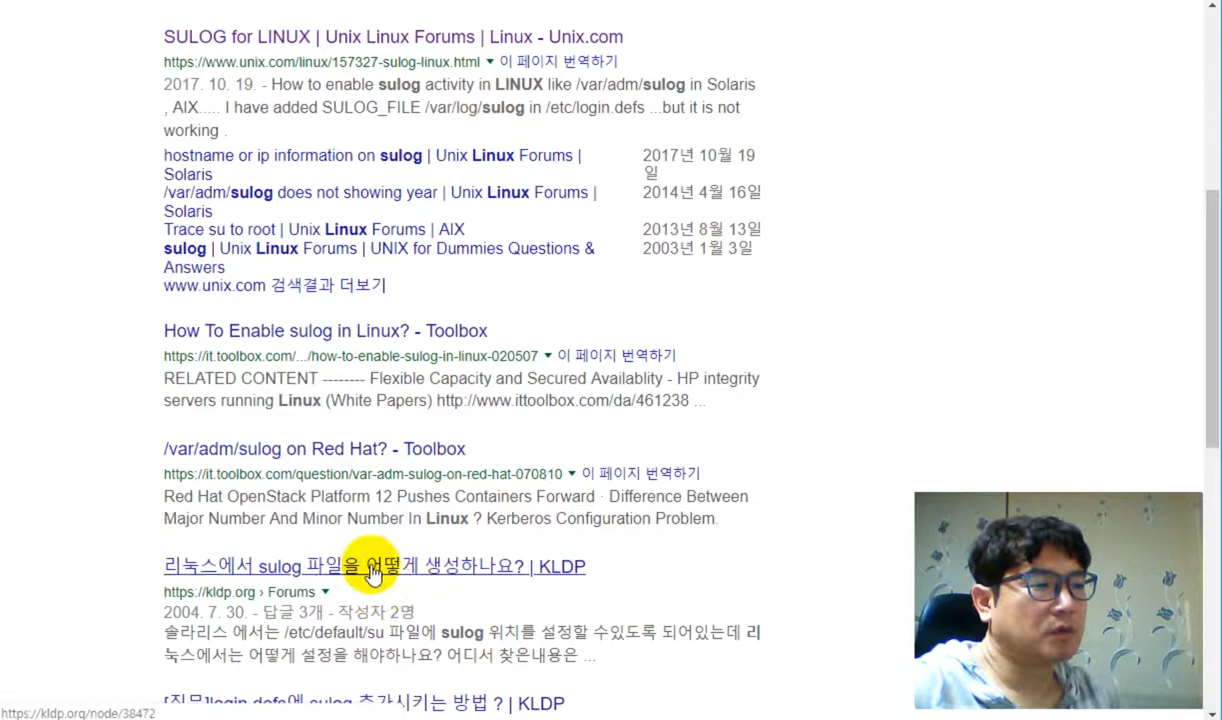 SULOG for LINUX | Unix Linux Forums | Linux - Unix.com
https://www.unix.com/linux/157327-sulog-linux.html ▼ 이 페이지 번역하기
2017. 10. 19. - How to enable sulog activity in LINUX like /var/adm/sulog in Solaris
, AIX..... I have added SULOG_FILE /var/log/sulog in /etc/login.defs ...but it is not
working .
hostname or ip information on sulog | Unix Linux Forums | 2017년 10월 19
Solaris 일
/var/adm/sulog does not showing year | Unix Linux Forums | 2014년 4월 16일
Solaris
Trace su to root | Unix Linux Forums | AIX 2013년 8월 13일
sulog | Unix Linux Forums | UNIX for Dummies Questions & 2003년 1월 3일
Answers
www.unix.com 검색결과 더보기
How To Enable sulog in Linux? - Toolbox
https://it.toolbox.com/.../how-to-enable-sulog-in-linux-020507 ▼ 이 페이지 번역하기
RELATED CONTENT -------- Flexible Capacity and Secured Availablity - HP integrity
servers running Linux (White Papers) http://www.ittoolbox.com/da/461238 ...
/var/adm/sulog on Red Hat? - Toolbox
https://it.toolbox.com/question/var-adm-sulog-on-red-hat-070810 ▼ 이 페이지 번역하기
Red Hat OpenStack Platform 12 Pushes Containers Forward · Difference Between
Major Number And Minor Number In Linux ? Kerberos Configuration Problem.
리눅스에서 sulog 파일을 어떻게 생성하나요? | KLDP
https://kldp.org › Forums ▼
2004. 7. 30. - 답글 3개 - 작성자 2명
솔라리스 에서는 /etc/default/su 파일에 sulog 위치를 설정할 수있도록 되어있는데 리
눅스에서는 어떻게 설정을 해야하나요? 어디서 찾은내용은 ...
[질문]login.defs에 sulog 추가시키는 방법 ? | KLDP
https://kldp.org/node/38472